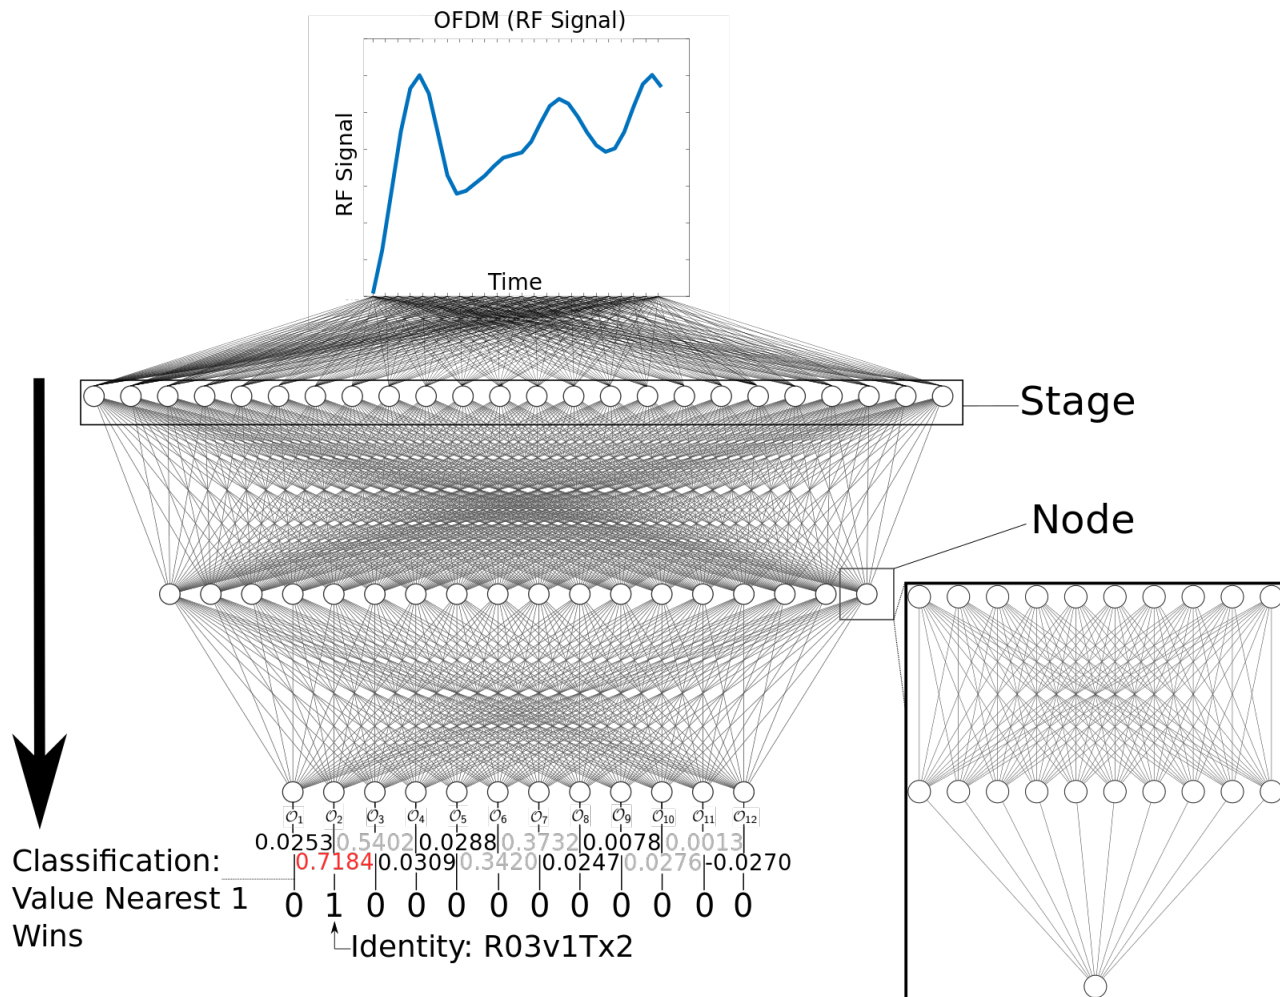 OFDM (RF Signal)
RF Signal
Time
Stage
Node
𝒪₁ 𝒪₂ 𝒪₃ 𝒪₄ 𝒪₅ 𝒪₆ 𝒪₇ 𝒪₈ 𝒪₉ 𝒪₁₀ 𝒪₁₁ 𝒪₁₂
0.0253 0.5402 0.0288 0.3732 0.0078 0.0013
0.7184 0.0309 0.3420 0.0247 0.0276 -0.0270
Classification:
Value Nearest 1
Wins
0 1 0 0 0 0 0 0 0 0 0 0
Identity: R03v1Tx2